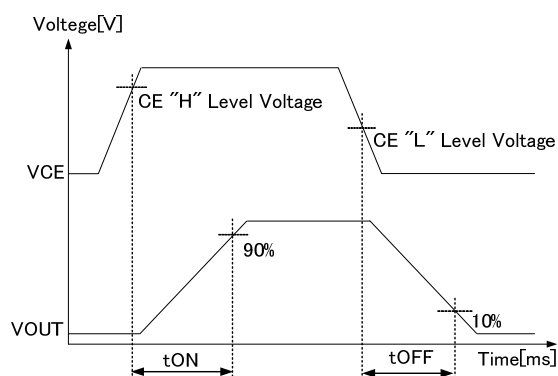 Voltege[V]
CE "H" Level Voltage
CE "L" Level Voltage
VCE
90%
VOUT
10%
tON
tOFF
Time[ms]